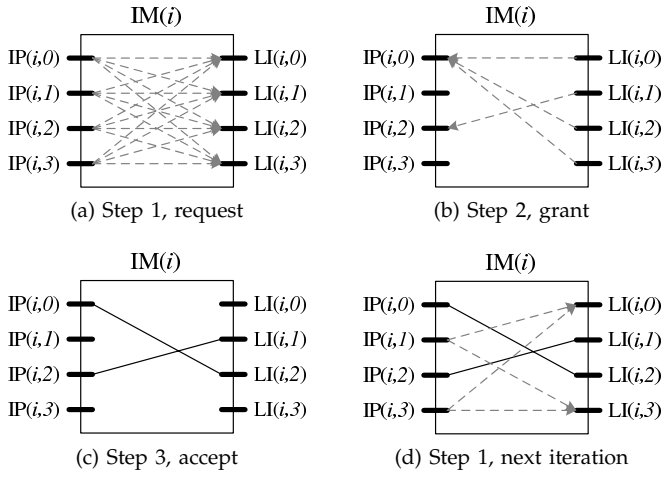 IM(i) IM(i)
IP(i,0) LI(i,0) IP(i,0) LI(i,0)
IP(i,1) LI(i,1) IP(i,1) LI(i,1)
IP(i,2) LI(i,2) IP(i,2) LI(i,2)
IP(i,3) LI(i,3) IP(i,3) LI(i,3)
(a) Step 1, request (b) Step 2, grant
IM(i) IM(i)
IP(i,0) LI(i,0) IP(i,0) LI(i,0)
IP(i,1) LI(i,1) IP(i,1) LI(i,1)
IP(i,2) LI(i,2) IP(i,2) LI(i,2)
IP(i,3) LI(i,3) IP(i,3) LI(i,3)
(c) Step 3, accept (d) Step 1, next iteration